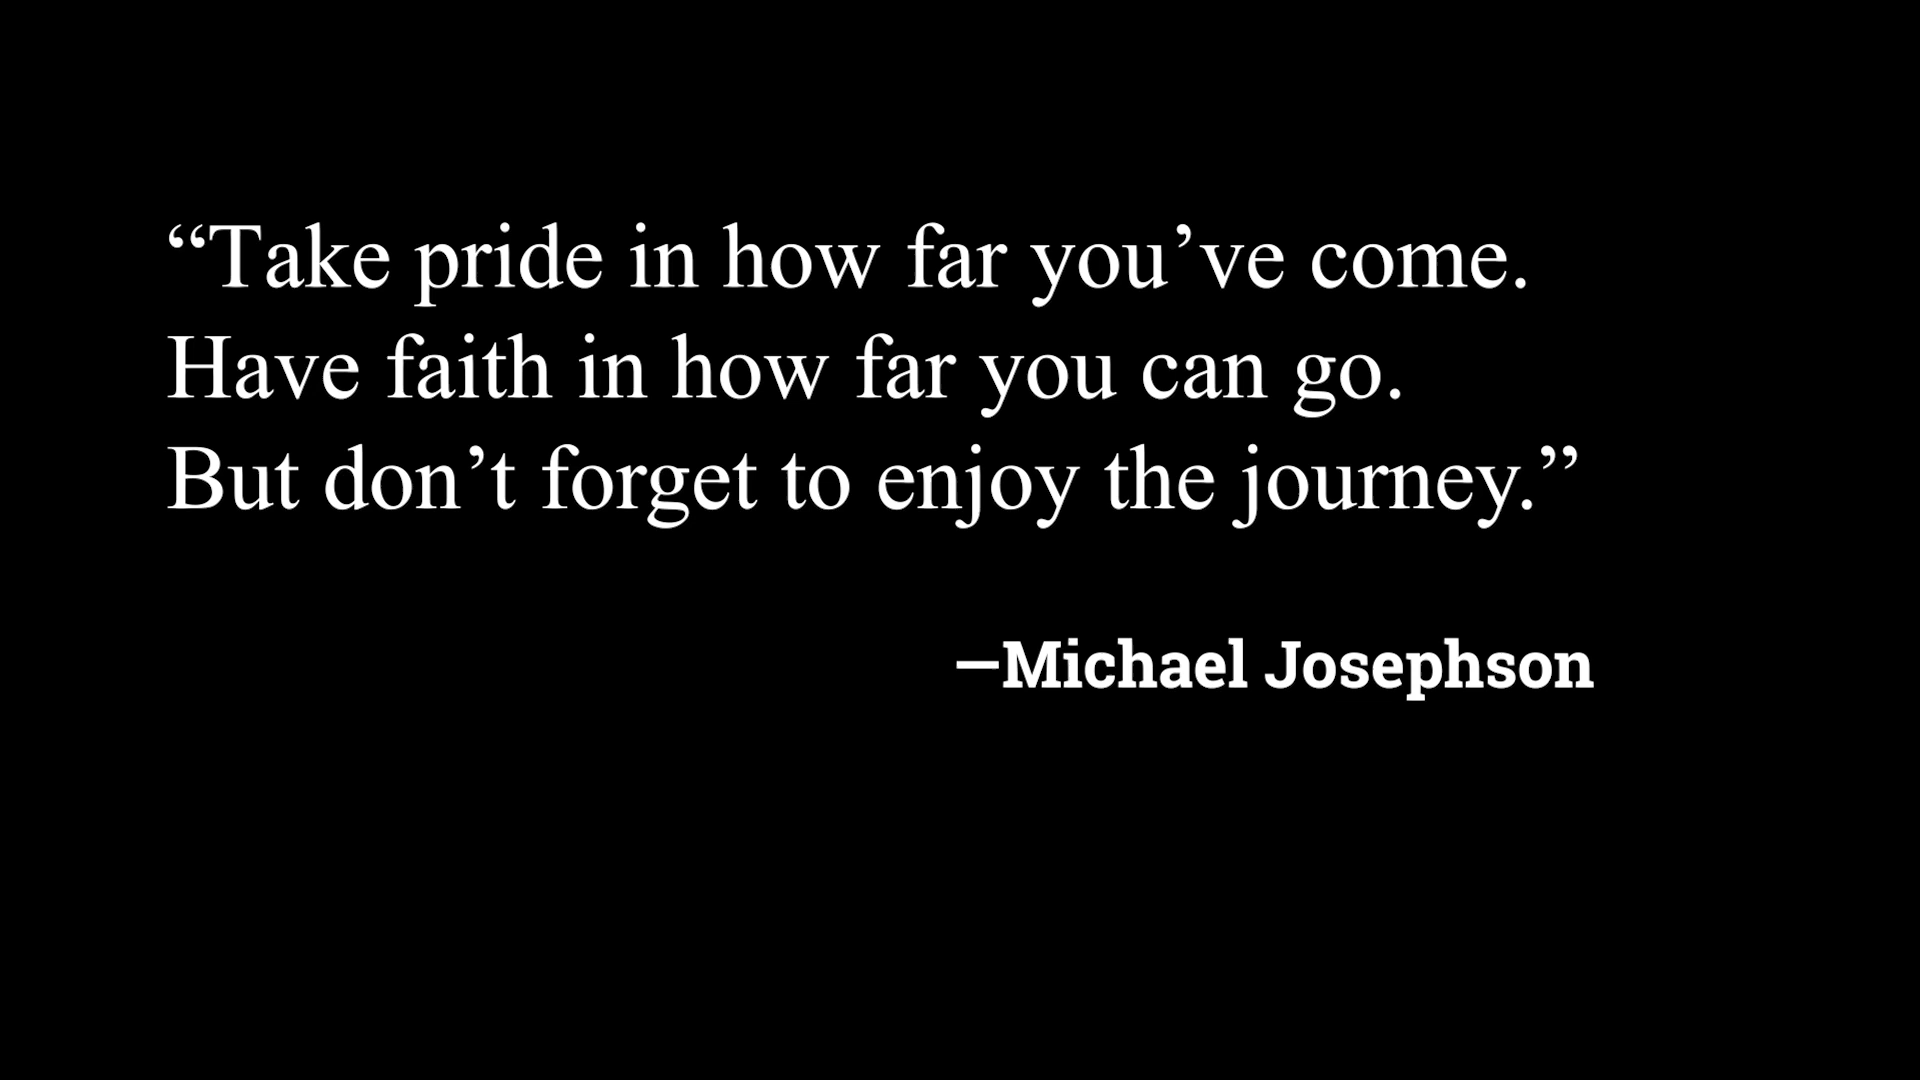 “Take pride in how far you’ve come.
Have faith in how far you can go.
But don’t forget to enjoy the journey.”
—Michael Josephson